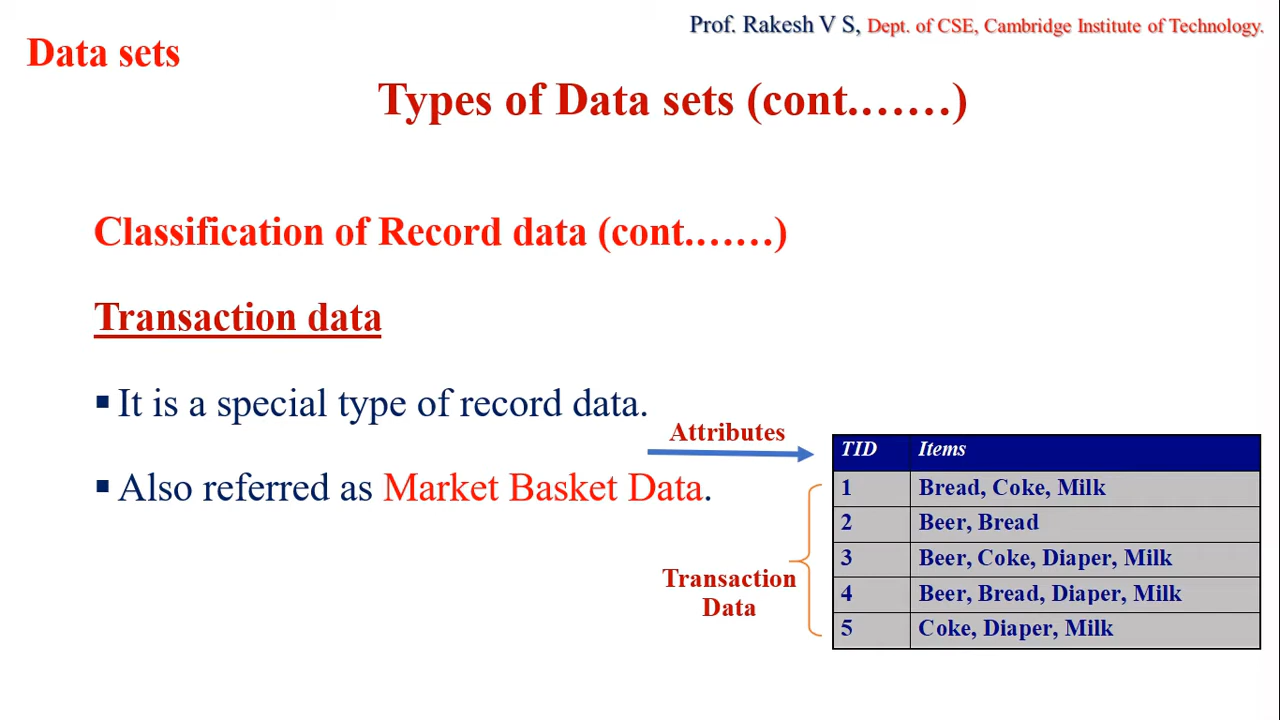 Prof. Rakesh V S, Dept. of CSE, Cambridge Institute of Technology.
Data sets
Types of Data sets (cont.……)
Classification of Record data (cont.……)
Transaction data
▪ It is a special type of record data.
▪ Also referred as Market Basket Data.
Attributes
TID Items
1 Bread, Coke, Milk
2 Beer, Bread
3 Beer, Coke, Diaper, Milk
4 Beer, Bread, Diaper, Milk
5 Coke, Diaper, Milk
Transaction
Data